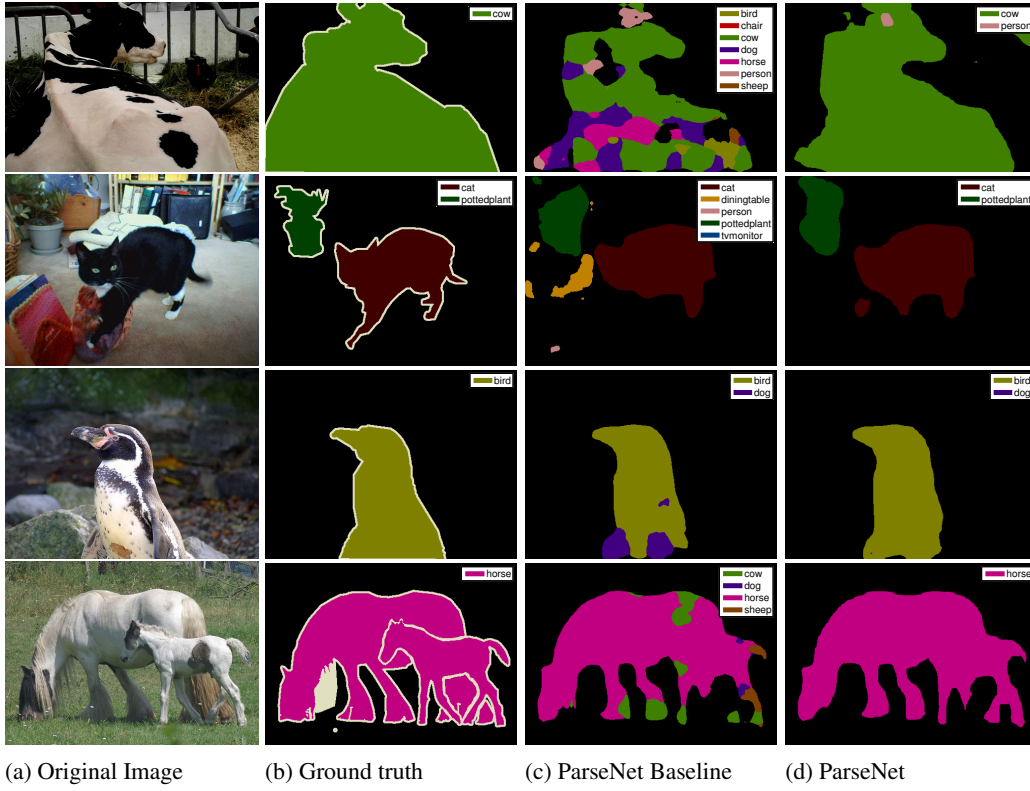 cow
bird
chair
cow
dog
horse
person
sheep
cow
person
cat
pottedplant
cat
diningtable
person
pottedplant
tvmonitor
cat
pottedplant
bird
bird
dog
bird
dog
horse
cow
dog
horse
sheep
horse
(a) Original Image
(b) Ground truth
(c) ParseNet Baseline
(d) ParseNet